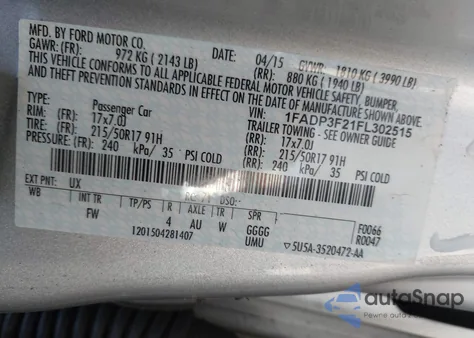 MFD. BY FORD MOTOR CO.
04/15 GVWR: 1810 KG ( 3990 LB)
GAWR:(FR) 972 KG ( 2143 LB) (RR) 880 KG ( 1940 LB)
THIS VEHICLE CONFORMS TO ALL APPLICABLE FEDERAL MOTOR VEHICLE SAFETY, BUMPER,
AND THEFT PREVENTION STANDARDS IN EFFECT ON THE DATE OF MANUFACTURE SHOWN ABOVE.
VIN: 1FADP3F21FL302515
TYPE: Passenger Car TRAILER TOWING - SEE OWNER GUIDE
RIM:(FR) 17x7.0J (RR) 17x7.0J
TIRE:(FR) 215/50R17 91H (RR) 215/50R17 91H
PRESSURE:(FR) 240 kPa/ 35 PSI COLD (RR) 240 kPa/ 35 PSI COLD
EXT PNT: UX RC: DSO:
WB INT TR TP/PS R AXLE TR SPR
FW 4 AU W GGGG F0066
UMU R0047
1201504281407 5U5A-3520472-AA
autoSnap
Pewne auto